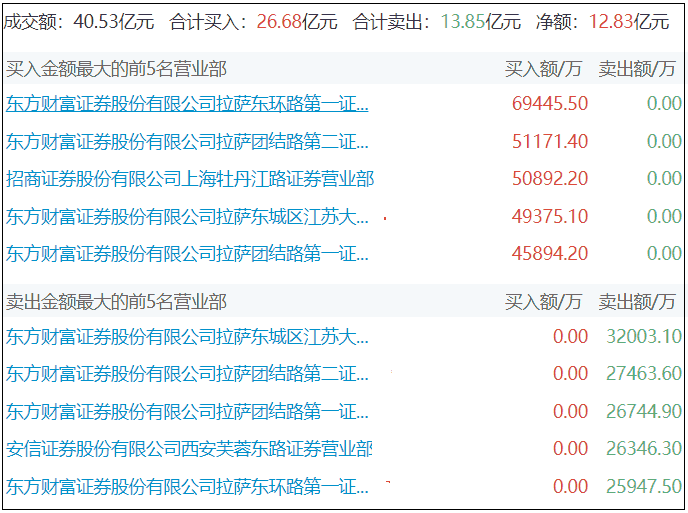 成交额：40.53亿元 合计买入：26.68亿元 合计卖出：13.85亿元 净额：12.83亿元
买入金额最大的前5名营业部 买入额/万 卖出额/万
东方财富证券股份有限公司拉萨东环路第一证... 69445.50 0.00
东方财富证券股份有限公司拉萨团结路第二证... 51171.40 0.00
招商证券股份有限公司上海牡丹江路证券营业部 50892.20 0.00
东方财富证券股份有限公司拉萨东城区江苏大... 49375.10 0.00
东方财富证券股份有限公司拉萨团结路第一证... 45894.20 0.00
卖出金额最大的前5名营业部 买入额/万 卖出额/万
东方财富证券股份有限公司拉萨东城区江苏大... 0.00 32003.10
东方财富证券股份有限公司拉萨团结路第二证... 0.00 27463.60
东方财富证券股份有限公司拉萨团结路第一证... 0.00 26744.90
安信证券股份有限公司西安芙蓉东路证券营业部 0.00 26346.30
东方财富证券股份有限公司拉萨东环路第一证... 0.00 25947.50